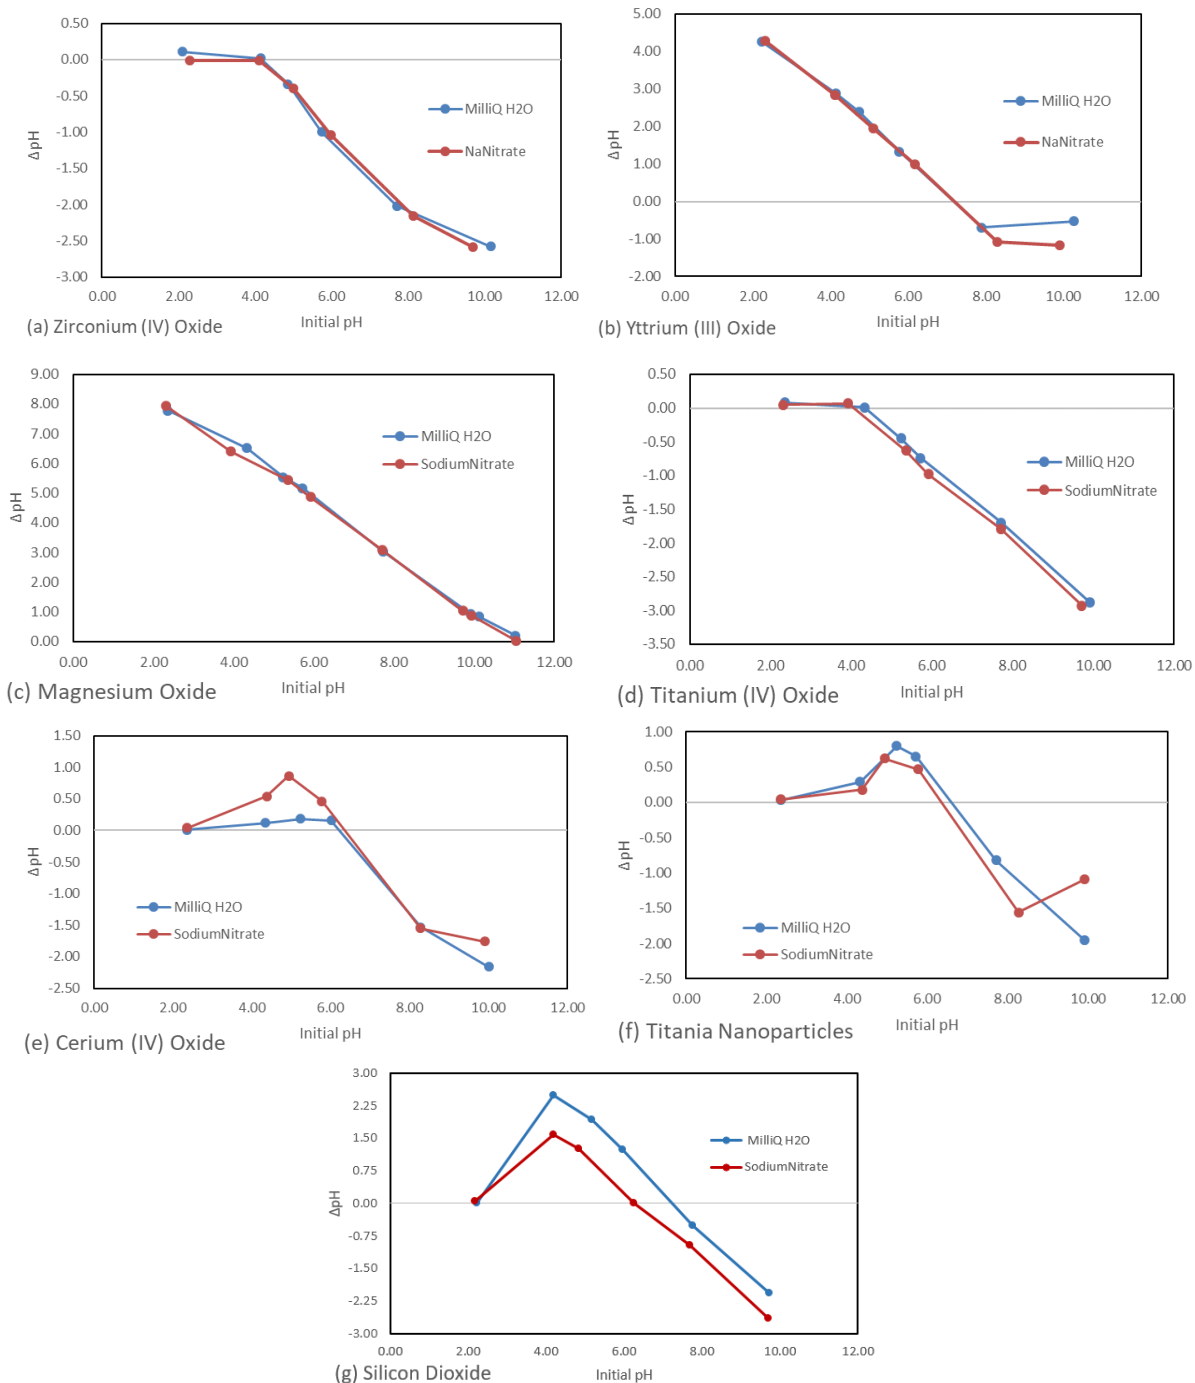 0.50
0.00
-0.50
-1.00
-1.50
-2.00
-2.50
-3.00
ΔpH
0.00 2.00 4.00 6.00 8.00 10.00 12.00
MilliQ H2O
NaNitrate
Initial pH
(a) Zirconium (IV) Oxide
5.00
4.00
3.00
2.00
1.00
0.00
-1.00
-2.00
ΔpH
0.00 2.00 4.00 6.00 8.00 10.00 12.00
MilliQ H2O
NaNitrate
Initial pH
(b) Yttrium (III) Oxide
9.00
8.00
7.00
6.00
5.00
4.00
3.00
2.00
1.00
0.00
ΔpH
0.00 2.00 4.00 6.00 8.00 10.00 12.00
MilliQ H2O
SodiumNitrate
Initial pH
(c) Magnesium Oxide
0.50
0.00
-0.50
-1.00
-1.50
-2.00
-2.50
-3.00
-3.50
ΔpH
0.00 2.00 4.00 6.00 8.00 10.00 12.00
MilliQ H2O
SodiumNitrate
Initial pH
(d) Titanium (IV) Oxide
1.50
1.00
0.50
0.00
-0.50
-1.00
-1.50
-2.00
-2.50
ΔpH
0.00 2.00 4.00 6.00 8.00 10.00 12.00
MilliQ H2O
SodiumNitrate
Initial pH
(e) Cerium (IV) Oxide
1.00
0.50
0.00
-0.50
-1.00
-1.50
-2.00
-2.50
ΔpH
0.00 2.00 4.00 6.00 8.00 10.00 12.00
MilliQ H2O
SodiumNitrate
Initial pH
(f) Titania Nanoparticles
3.00
2.25
1.50
0.75
0.00
-0.75
-1.50
-2.25
-3.00
ΔpH
0.00 2.00 4.00 6.00 8.00 10.00 12.00
MilliQ H2O
SodiumNitrate
Initial pH
(g) Silicon Dioxide